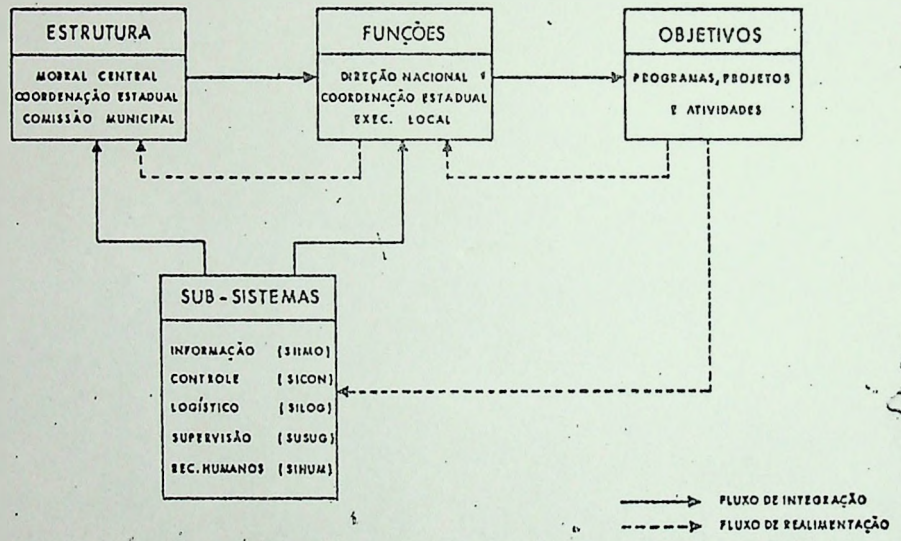 ESTRUTURA
MOBRAL CENTRAL
COORDENAÇÃO ESTADUAL
COMISSÃO MUNICIPAL
FUNÇÕES
DIREÇÃO NACIONAL E
COORDENAÇÃO ESTADUAL
EXEC. LOCAL
OBJETIVOS
PROGRAMAS, PROJETOS
E ATIVIDADES
SUB-SISTEMAS
INFORMAÇÃO (SIIMO)
CONTROLE (SICON)
LOGÍSTICO (SILOG)
SUPERVISÃO (SUSUG)
REC. HUMANOS (SIHUM)
FLUXO DE INTEGRAÇÃO
FLUXO DE REALIMENTAÇÃO